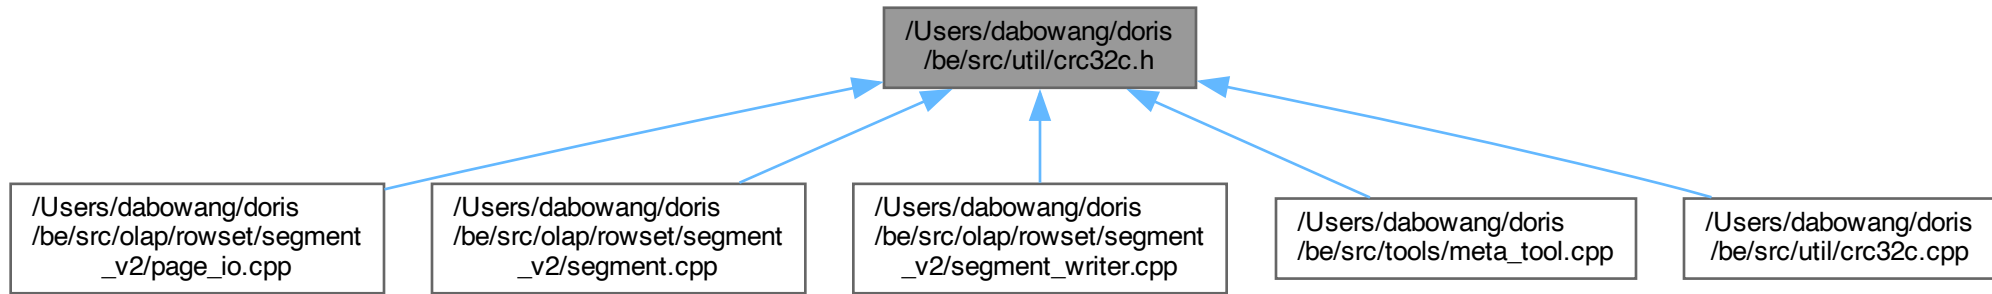 /Users/dabowang/doris
/be/src/util/crc32c.h
/Users/dabowang/doris
/be/src/olap/rowset/segment
_v2/page_io.cpp
/Users/dabowang/doris
/be/src/olap/rowset/segment
_v2/segment.cpp
/Users/dabowang/doris
/be/src/olap/rowset/segment
_v2/segment_writer.cpp
/Users/dabowang/doris
/be/src/tools/meta_tool.cpp
/Users/dabowang/doris
/be/src/util/crc32c.cpp